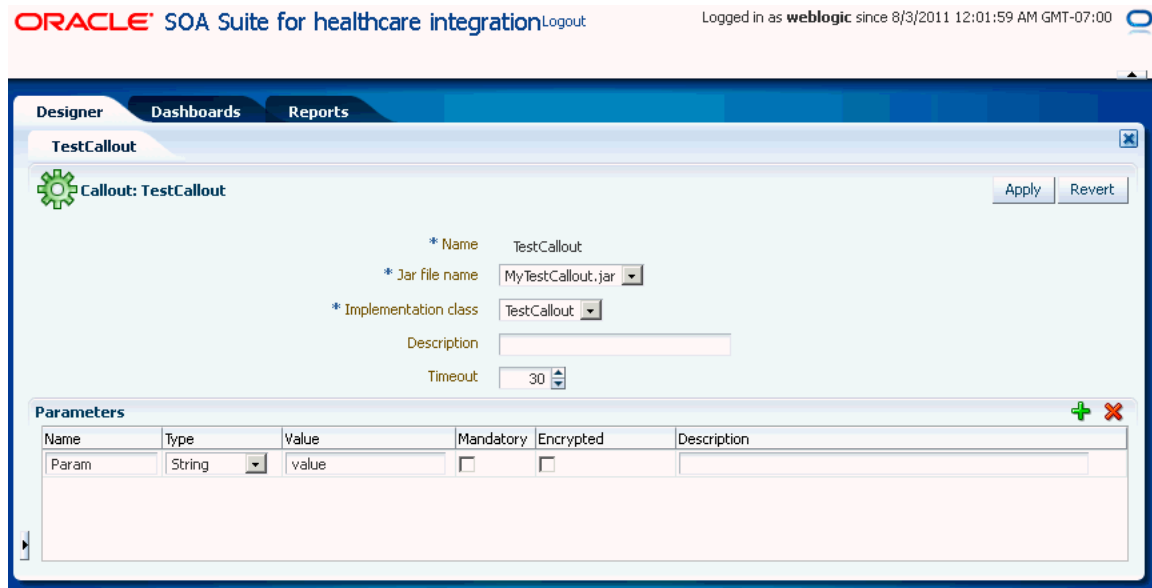 ORACLE SOA Suite for healthcare integration Logout Logged in as weblogic since 8/3/2011 12:01:59 AM GMT-07:00
Designer Dashboards Reports
TestCallout
Callout: TestCallout Apply Revert
* Name TestCallout
* Jar file name MyTestCallout.jar
* Implementation class TestCallout
Description
Timeout 30
Parameters
Name Type Value Mandatory Encrypted Description
Param String value